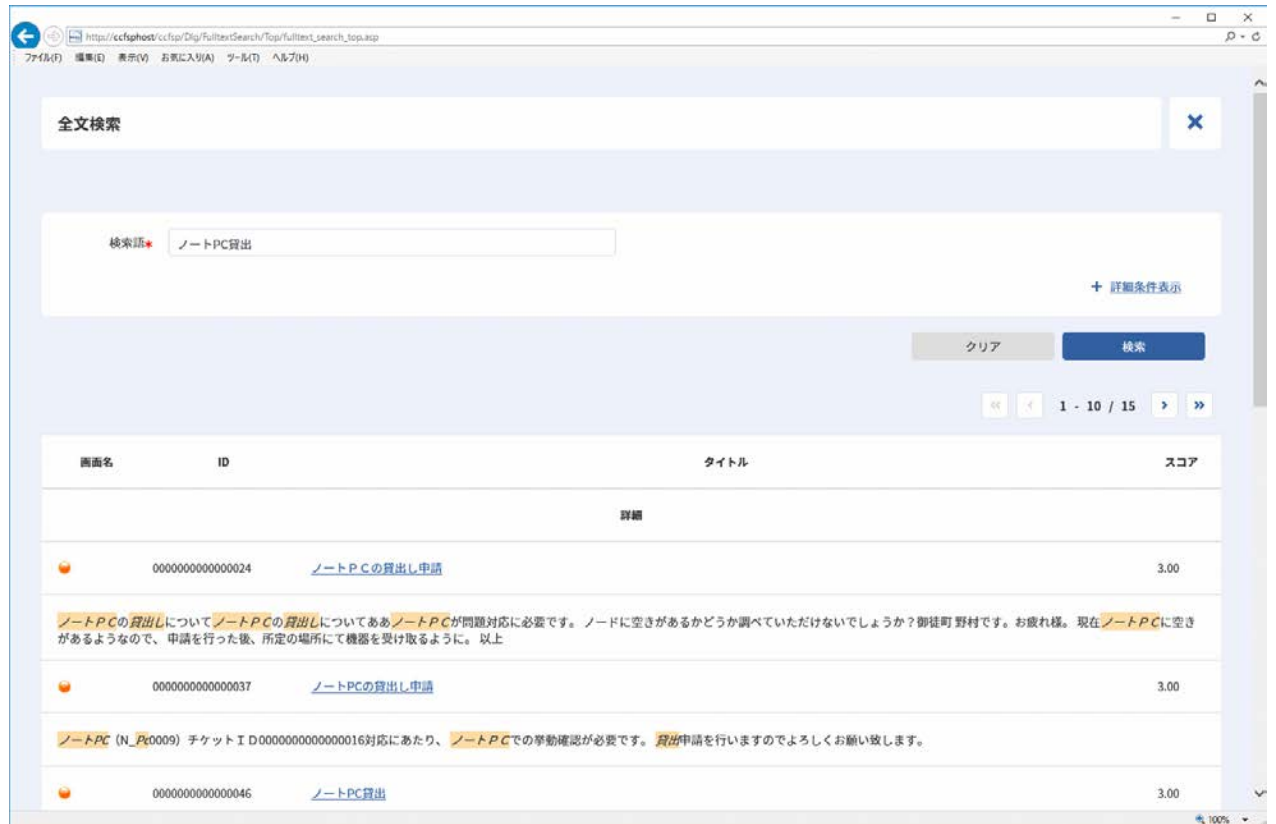 http://ccfsphost/ccfsp/Dlg/FulltextSearch/Top/fulltext_search_top.asp
ファイル(F) 編集(E) 表示(V) お気に入り(A) ツール(T) ヘルプ(H)
全文検索
検索語* ノートPC貸出
+ 詳細条件表示
クリア 検索
« ‹ 1 - 10 / 15 › »
画面名 ID タイトル スコア
詳細
0000000000000024 ノートＰＣの貸出し申請 3.00
ノートＰＣの貸出しについてノートＰＣの貸出しについてああノートＰＣが問題対応に必要です。 ノードに空きがあるかどうか調べていただけないでしょうか？御徒町 野村です。お疲れ様。 現在ノートＰＣに空き
があるようなので、 申請を行った後、所定の場所にて機器を受け取るように。 以上
0000000000000037 ノートPCの貸出し申請 3.00
ノートPC（N_Pc0009）チケットＩＤ0000000000000016対応にあたり、 ノートＰＣでの挙動確認が必要です。 貸出申請を行いますのでよろしくお願い致します。
0000000000000046 ノートPC貸出 3.00
100%